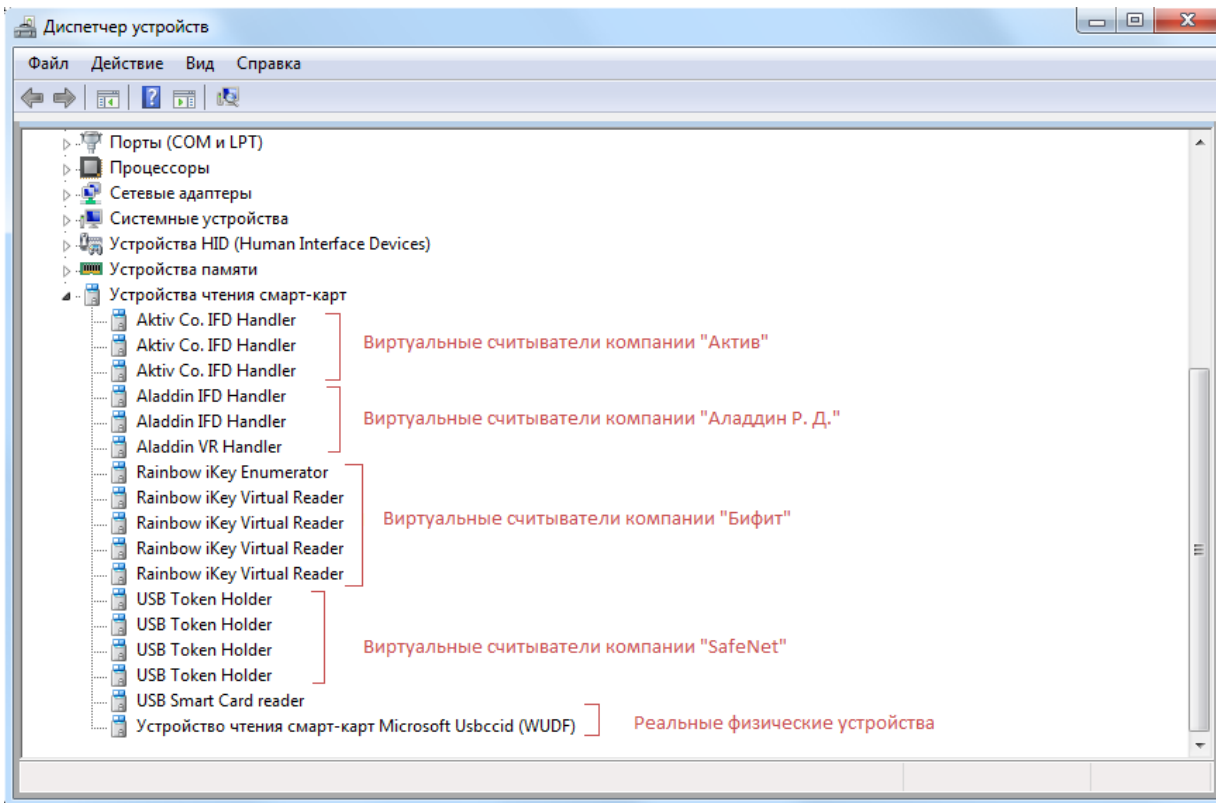 Диспетчер устройств
Файл Действие Вид Справка
Порты (COM и LPT)
Процессоры
Сетевые адаптеры
Системные устройства
Устройства HID (Human Interface Devices)
Устройства памяти
Устройства чтения смарт-карт
Aktiv Co. IFD Handler
Aktiv Co. IFD Handler
Виртуальные считыватели компании "Актив"
Aktiv Co. IFD Handler
Aladdin IFD Handler
Aladdin IFD Handler
Виртуальные считыватели компании "Аладдин Р. Д."
Aladdin VR Handler
Rainbow iKey Enumerator
Rainbow iKey Virtual Reader
Rainbow iKey Virtual Reader
Виртуальные считыватели компании "Бифит"
Rainbow iKey Virtual Reader
Rainbow iKey Virtual Reader
USB Token Holder
USB Token Holder
USB Token Holder
Виртуальные считыватели компании "SafeNet"
USB Token Holder
USB Smart Card reader
Устройство чтения смарт-карт Microsoft Usbccid (WUDF)
Реальные физические устройства